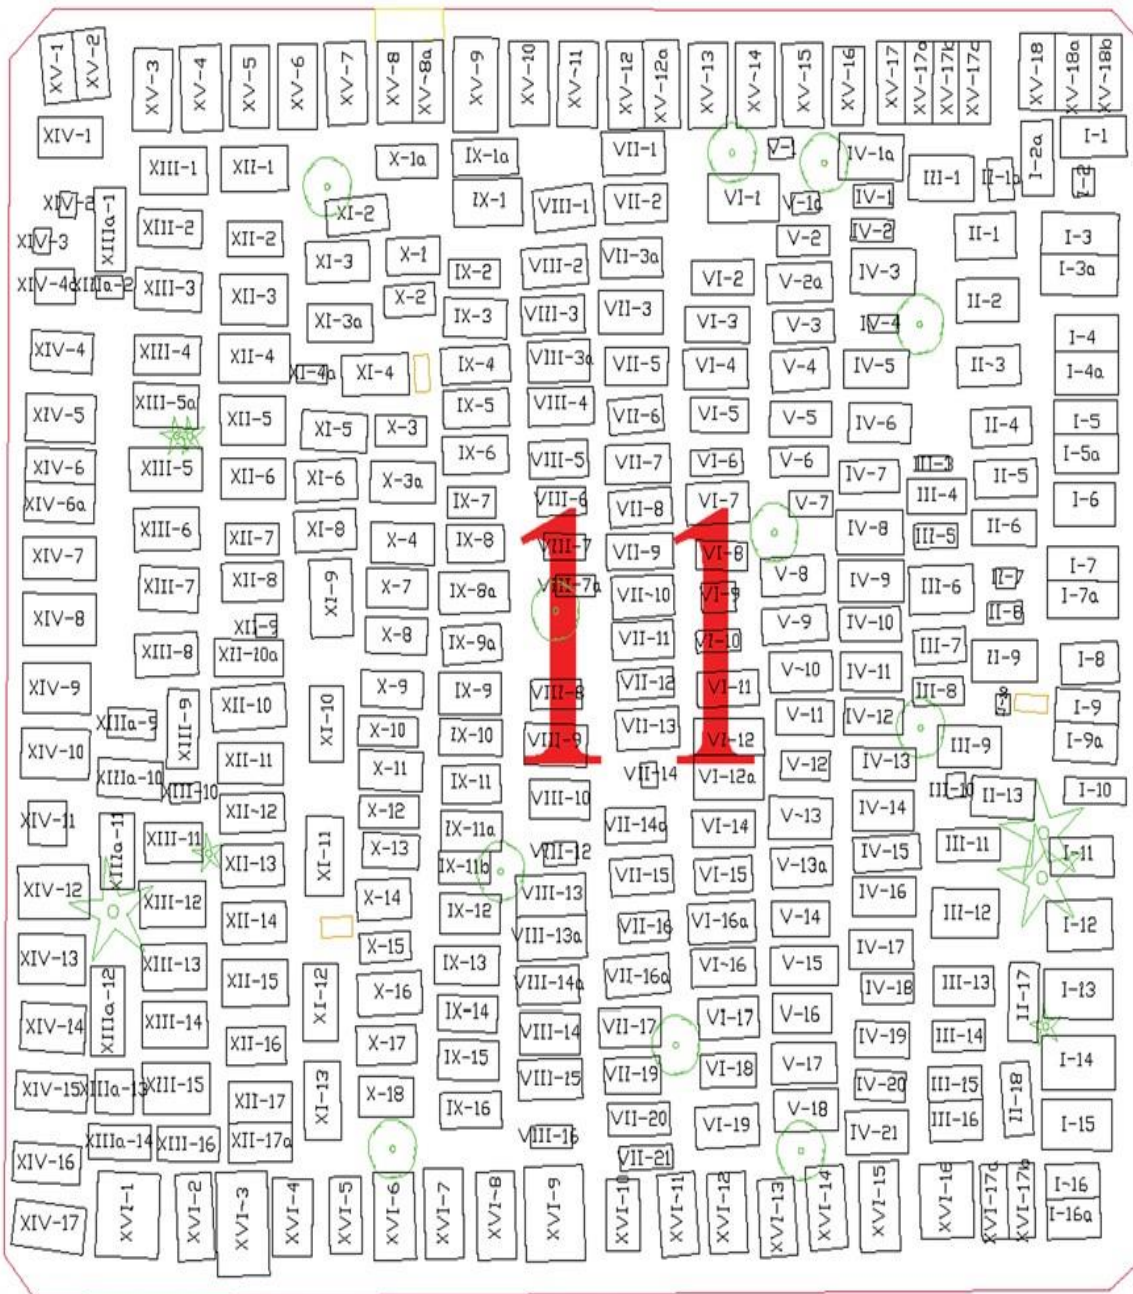 XV-1 XV-2 XV-3 XV-4 XV-5 XV-6 XV-7 XV-8 XV-8a XV-9 XV-10 XV-11 XV-12 XV-12a XV-13 XV-14 XV-15 XV-16 XV-17 XV-17a XV-17b XV-17c XV-18 XV-18a XV-18b
XIV-1
XIV-2
XIV-3
XIV-4a
XIV-4
XIV-5
XIV-6
XIV-6a
XIV-7
XIV-8
XIV-9
XIV-10
XIV-11
XIV-12
XIV-13
XIV-14
XIV-15
XIV-16
XIV-17
XIIIa-1
XIIIa-2
XIIIa-9
XIIIa-10
XIIIa-11
XIIIa-12
XIIIa-13
XIIIa-14
XIII-1
XIII-2
XIII-3
XIII-4
XIII-5a
XIII-5
XIII-6
XIII-7
XIII-8
XIII-9
XIII-10
XIII-11
XIII-12
XIII-13
XIII-14
XIII-15
XIII-16
XII-1
XII-2
XII-3
XII-4
XII-5
XII-6
XII-7
XII-8
XII-9
XII-10a
XII-10
XII-11
XII-12
XII-13
XII-14
XII-15
XII-16
XII-17
XII-17a
XI-2
XI-3
XI-3a
XI-4a
XI-4
XI-5
XI-6
XI-8
XI-9
XI-10
XI-11
XI-12
XI-13
X-1a
X-1
X-2
X-3
X-3a
X-4
X-7
X-8
X-9
X-10
X-11
X-12
X-13
X-14
X-15
X-16
X-17
X-18
IX-1a
IX-1
IX-2
IX-3
IX-4
IX-5
IX-6
IX-7
IX-8
IX-8a
IX-9a
IX-9
IX-10
IX-11
IX-11a
IX-11b
IX-12
IX-13
IX-14
IX-15
IX-16
VIII-1
VIII-2
VIII-3
VIII-3a
VIII-4
VIII-5
VIII-6
VIII-7
VIII-7a
VIII-8
VIII-9
VIII-10
VIII-12
VIII-13
VIII-13a
VIII-14a
VIII-14
VIII-15
VIII-16
11
VII-1
VII-2
VII-3a
VII-3
VII-5
VII-6
VII-7
VII-8
VII-9
VII-10
VII-11
VII-12
VII-13
VII-14
VII-14a
VII-15
VII-16
VII-16a
VII-17
VII-19
VII-20
VII-21
VI-1
VI-2
VI-3
VI-4
VI-5
VI-6
VI-7
VI-8
VI-9
VI-10
VI-11
VI-12
VI-12a
VI-14
VI-15
VI-16a
VI-16
VI-17
VI-18
VI-19
V-1
V-1a
V-2
V-2a
V-3
V-4
V-5
V-6
V-7
V-8
V-9
V-10
V-11
V-12
V-13
V-13a
V-14
V-15
V-16
V-17
V-18
IV-1a
IV-1
IV-2
IV-3
IV-4
IV-5
IV-6
IV-7
IV-8
IV-9
IV-10
IV-11
IV-12
IV-13
IV-14
IV-15
IV-16
IV-17
IV-18
IV-19
IV-20
IV-21
III-1
III-3
III-4
III-5
III-6
III-7
III-8
III-9
III-10
III-11
III-12
III-13
III-14
III-15
III-16
II-1a
II-1
II-2
II-3
II-4
II-5
II-6
II-7
II-8
II-9
II-13
II-17
II-18
I-1
I-2a
I-2
I-3
I-3a
I-4
I-4a
I-5
I-5a
I-6
I-7
I-7a
I-8
I-9
I-9a
I-10
I-11
I-12
I-13
I-14
I-15
I-16
I-16a
XVI-1 XVI-2 XVI-3 XVI-4 XVI-5 XVI-6 XVI-7 XVI-8 XVI-9 XVI-10 XVI-11 XVI-12 XVI-13 XVI-14 XVI-15 XVI-16 XVI-17a XVI-17b